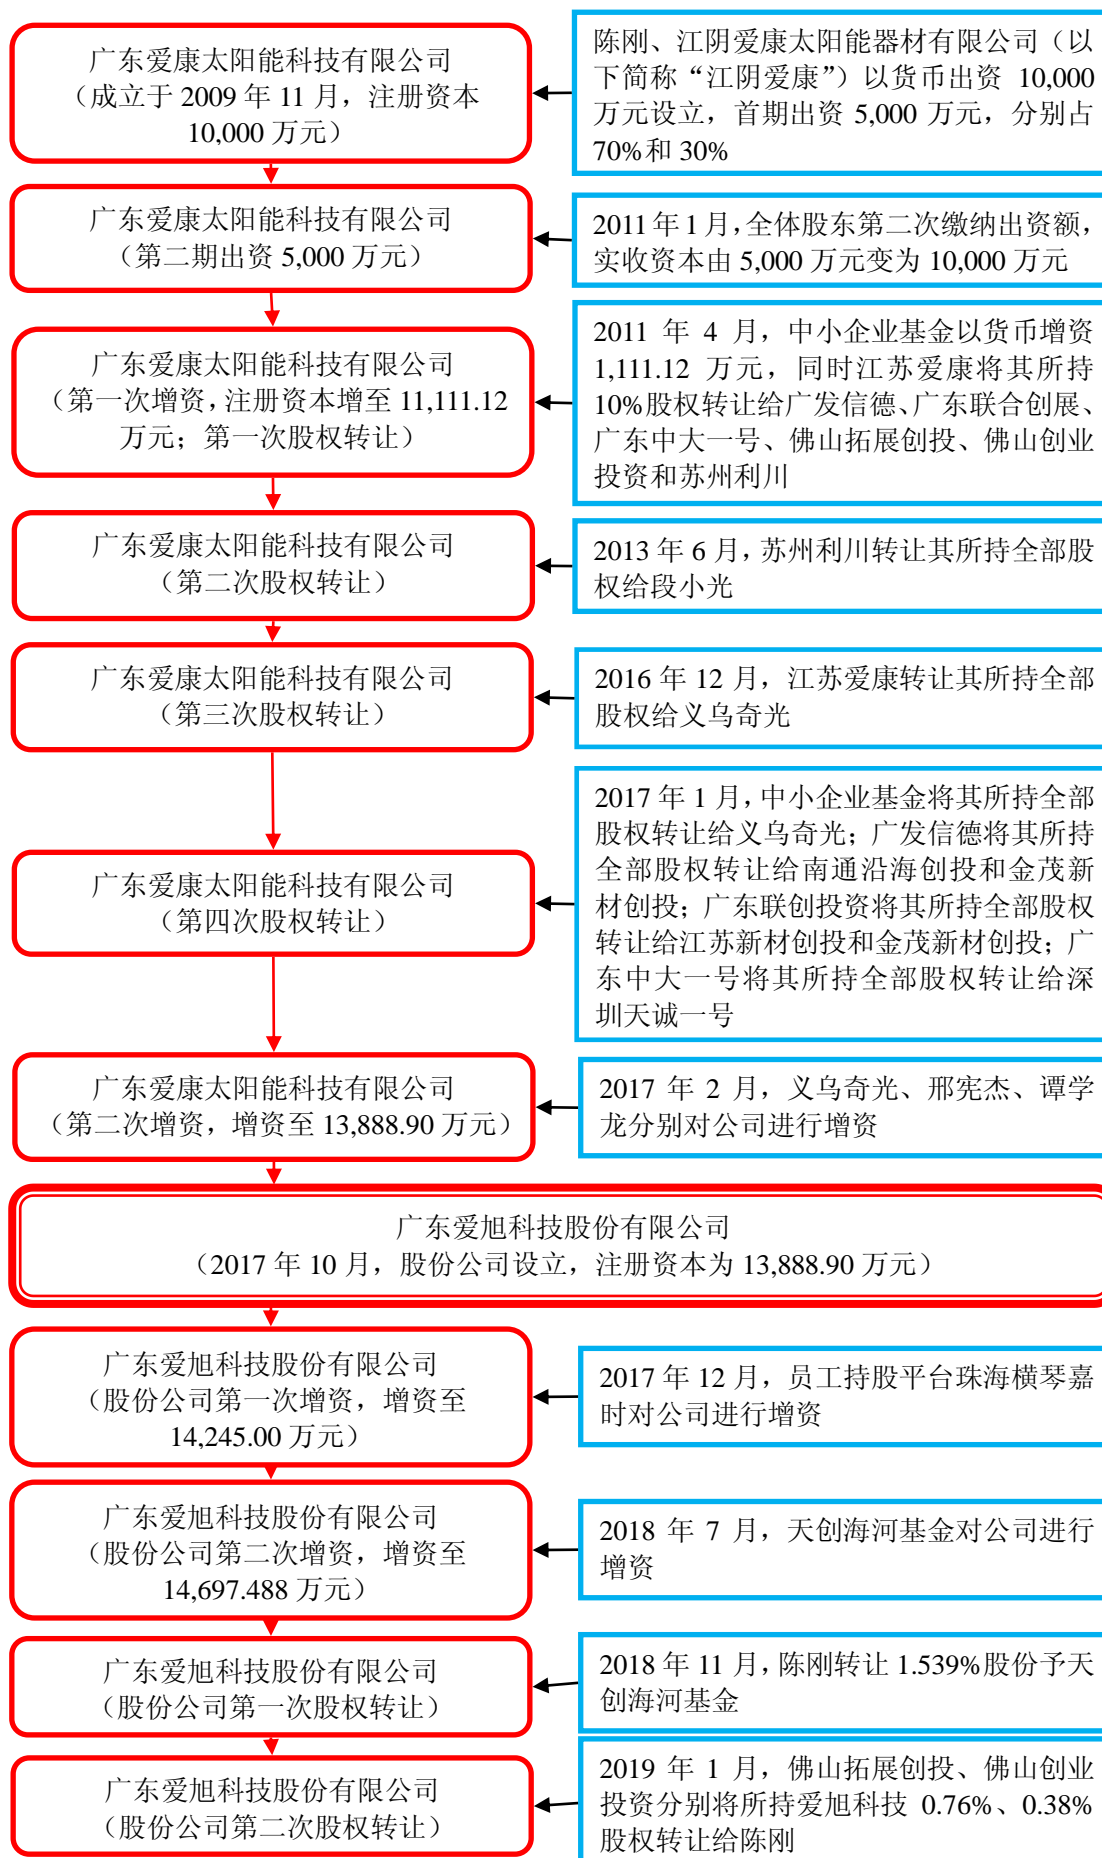 广东爱康太阳能科技有限公司
（成立于 2009 年 11 月，注册资本
10,000 万元）
陈刚、江阴爱康太阳能器材有限公司（以
下简称“江阴爱康”）以货币出资 10,000
万元设立，首期出资 5,000 万元，分别占
70%和 30%
广东爱康太阳能科技有限公司
（第二期出资 5,000 万元）
2011 年 1 月，全体股东第二次缴纳出资额，
实收资本由 5,000 万元变为 10,000 万元
广东爱康太阳能科技有限公司
（第一次增资，注册资本增至 11,111.12
万元；第一次股权转让）
2011 年 4 月，中小企业基金以货币增资
1,111.12 万元，同时江苏爱康将其所持
10%股权转让给广发信德、广东联合创展、
广东中大一号、佛山拓展创投、佛山创业
投资和苏州利川
广东爱康太阳能科技有限公司
（第二次股权转让）
2013 年 6 月，苏州利川转让其所持全部股
权给段小光
广东爱康太阳能科技有限公司
（第三次股权转让）
2016 年 12 月，江苏爱康转让其所持全部
股权给义乌奇光
广东爱康太阳能科技有限公司
（第四次股权转让）
2017 年 1 月，中小企业基金将其所持全部
股权转让给义乌奇光；广发信德将其所持
全部股权转让给南通沿海创投和金茂新
材创投；广东联创投资将其所持全部股权
转让给江苏新材创投和金茂新材创投；广
东中大一号将其所持全部股权转让给深
圳天诚一号
广东爱康太阳能科技有限公司
（第二次增资，增资至 13,888.90 万元）
2017 年 2 月，义乌奇光、邢宪杰、谭学
龙分别对公司进行增资
广东爱旭科技股份有限公司
（2017 年 10 月，股份公司设立，注册资本为 13,888.90 万元）
广东爱旭科技股份有限公司
（股份公司第一次增资，增资至
14,245.00 万元）
2017 年 12 月，员工持股平台珠海横琴嘉
时对公司进行增资
广东爱旭科技股份有限公司
（股份公司第二次增资，增资至
14,697.488 万元）
2018 年 7 月，天创海河基金对公司进行
增资
广东爱旭科技股份有限公司
（股份公司第一次股权转让）
2018 年 11 月，陈刚转让 1.539%股份予天
创海河基金
广东爱旭科技股份有限公司
（股份公司第二次股权转让）
2019 年 1 月，佛山拓展创投、佛山创业
投资分别将所持爱旭科技 0.76%、0.38%
股权转让给陈刚